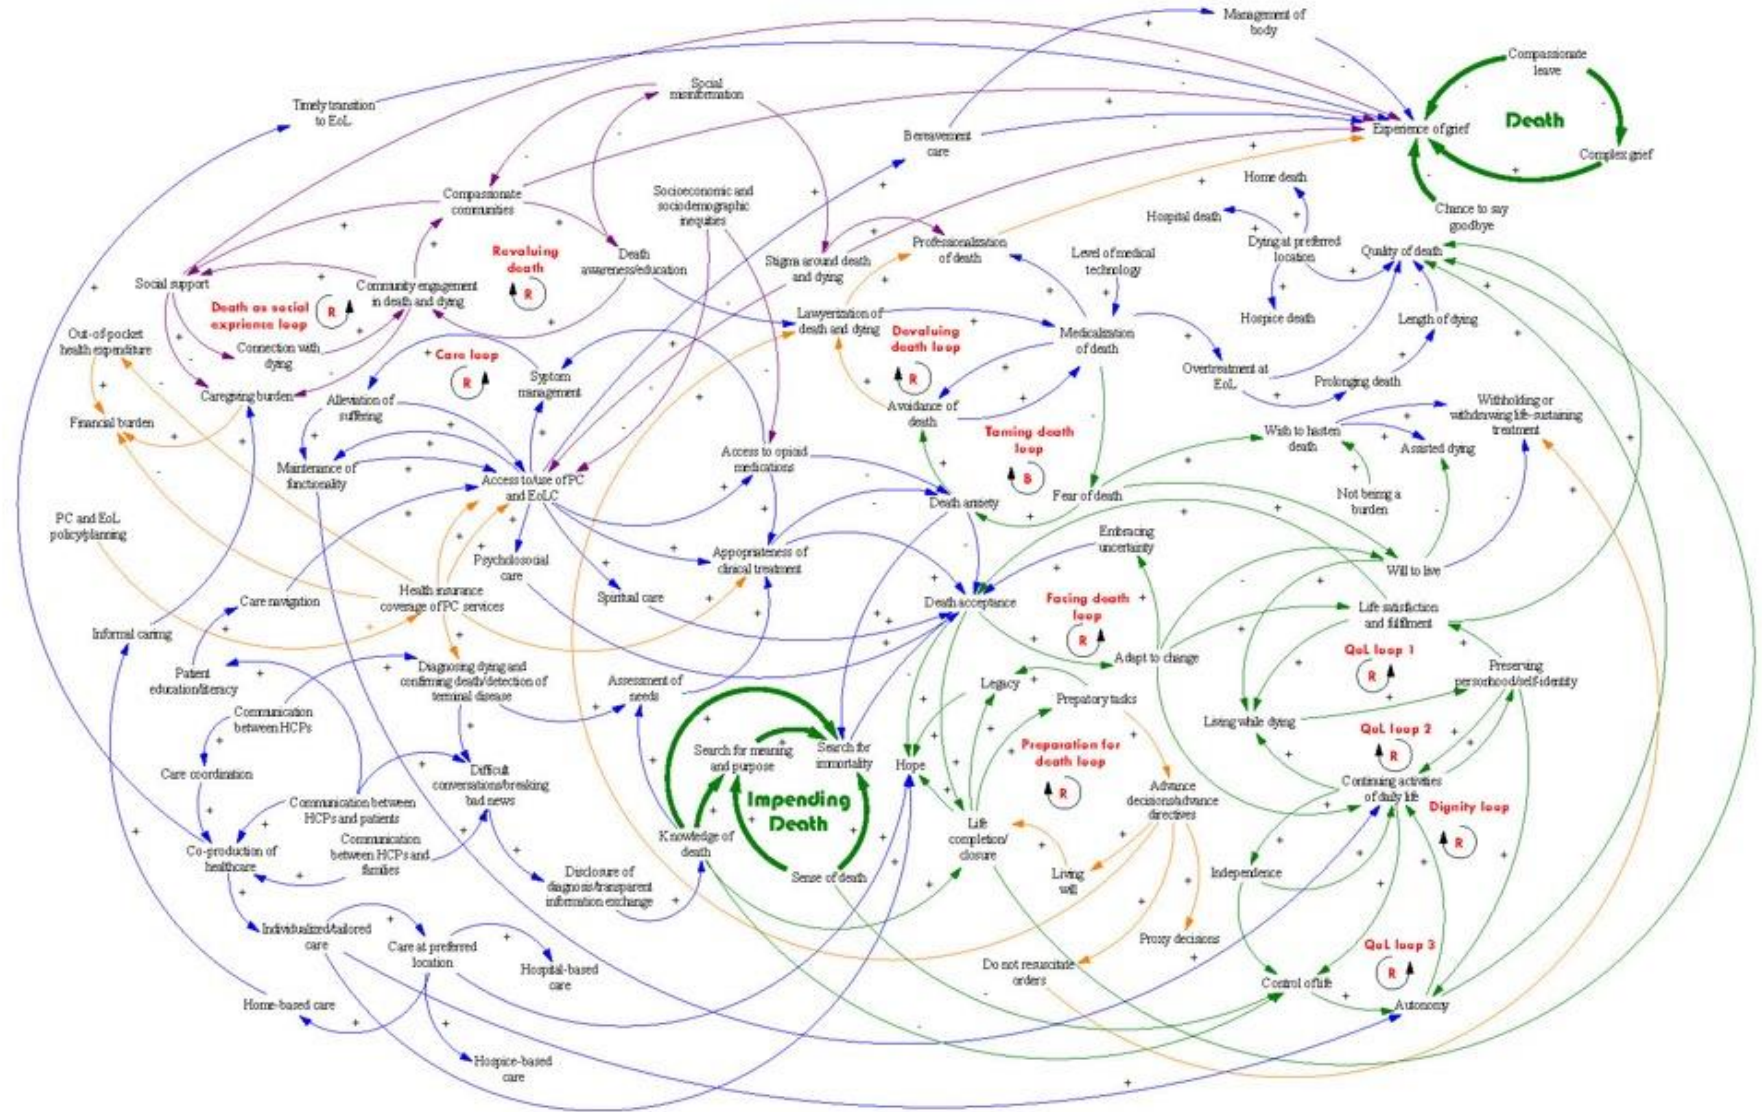 Management of
body
Compassionate
leave
Social
misinformation
Timely transition
to EoL
Death
Experience of grief
Bereavement
care
Complex grief
Home death
Compassionate
communities
Socioeconomic and
sociodemographic
inequities
Hospital death
Chance to say
goodbye
Professionalization
of death
Dying at preferred
location
Quality of death
Revaluing
death
R
Death
awareness/education
Stigma around death
and dying
Level of medical
technology
Social support
Community engagement
in death and dying
Death as social
exprience loop
R
Lawyerization of
death and dying
Hospice death
Length of dying
Out-of-pocket
health expenditure
Connection with
dying
Care loop
R
Devaluing
death loop
R
Medicalization
of death
Overtreatment at
EoL
Prolonging death
Syptom
management
Caregiving burden
Alleviation of
suffering
Avoidance of
death
Withholding or
withdrawing life-sustaining
treatment
Financial burden
Taming death
loop
B
Wish to hasten
death
Assisted dying
Access to opioid
medications
Maintenance of
functionality
Access to/use of PC
and EoLC
Death anxiety
Fear of death
Not being a
burden
PC and EoL
policy/planning
Embracing
uncertainty
Psycholosocial
care
Appopriateness of
clinical treatment
Will to live
Health insurance
coverage of PC services
Care navigation
Spiritual care
Death acceptance
Facing death
loop
R
Life satisfaction
and fulfilment
Informal caring
QoL loop 1
R
Patient
education/literacy
Diagnosing dying and
confirming death/detection of
terminal disease
Assessment of
needs
Adapt to change
Preserving
personhood/self-identity
Legacy
Prepatory tasks
Communication
between HCPs
Living while dying
QoL loop 2
R
Search for meaning
and purpose
Search for
immortality
Hope
Preparation for
death loop
R
Care coordination
Difficult
conversations/breaking
bad news
Continuing activities
of daily life
Advance
decisions/advance
directives
Impending
Death
Communication between
HCPs and patients
Dignity loop
R
Knowledge of
death
Life
completion/
closure
Communication
between HCPs and
families
Co-production of
healthcare
Sense of death
Living
will
Independence
Disclosure of
diagnosis/transparent
information exchange
Individualized/tailored
care
Care at preferred
location
Proxy decisions
QoL loop 3
R
Hospital-based
care
Do not resuscitate
orders
Control of life
Home-based care
Autonomy
Hospice-based
care